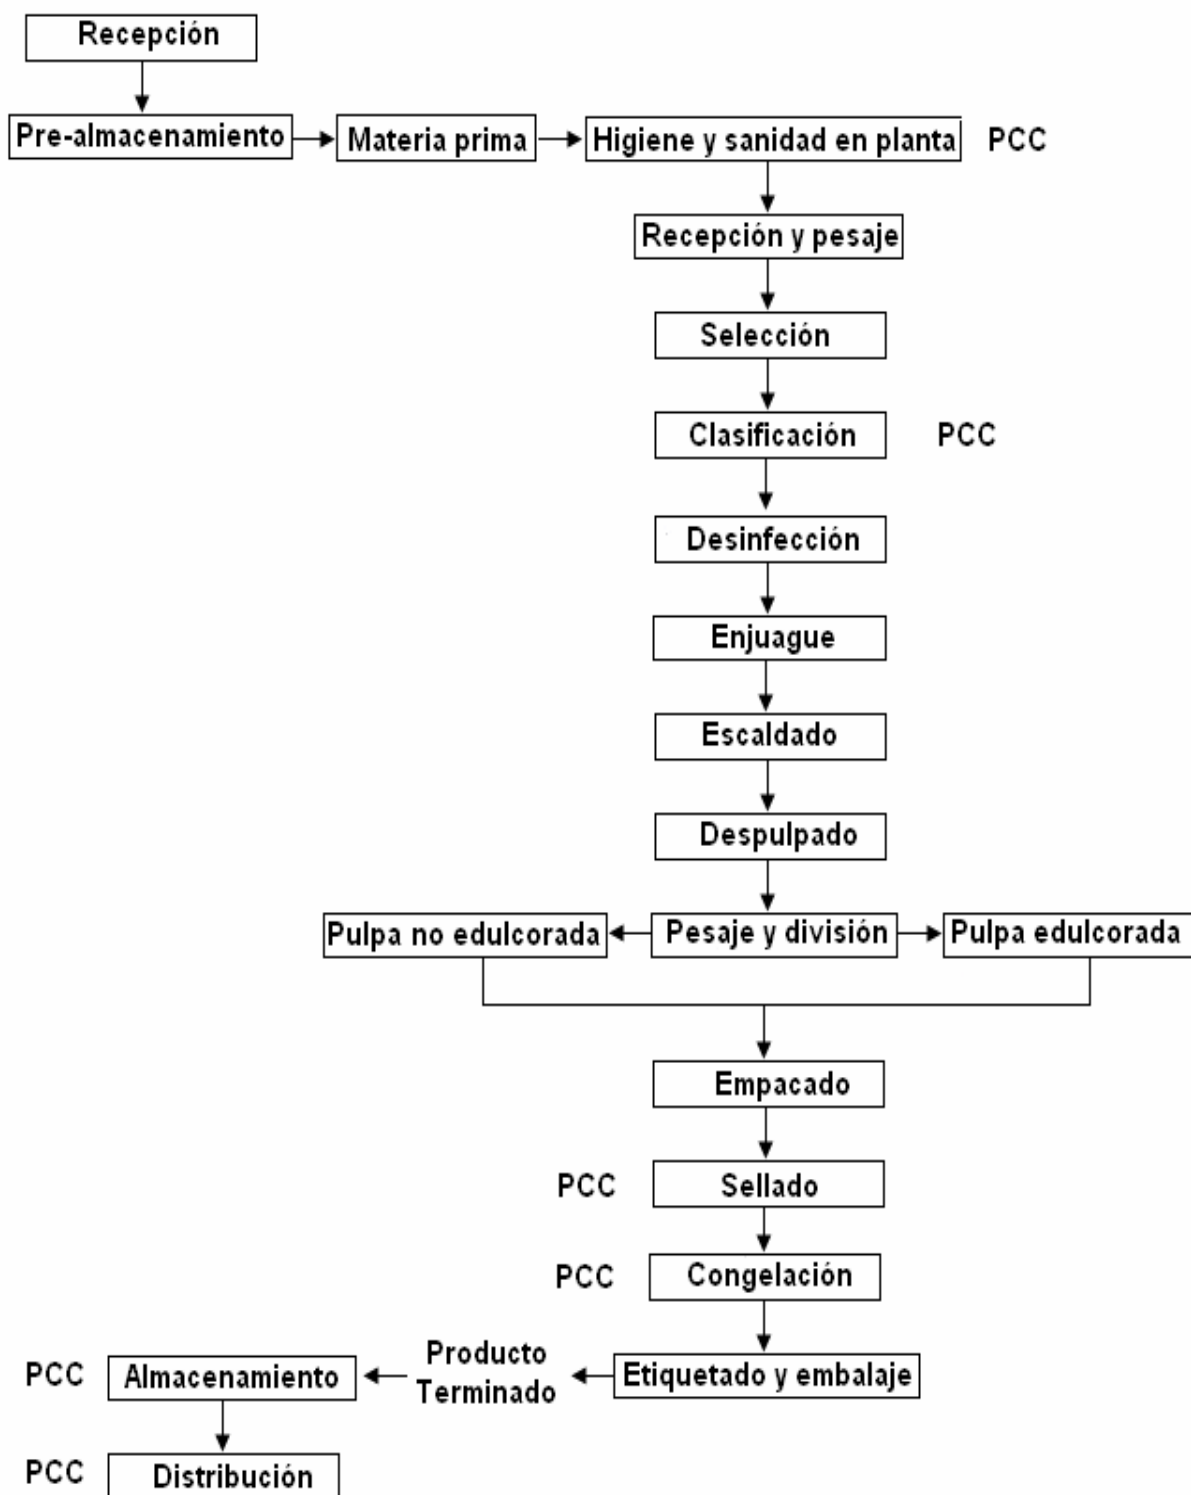 Recepción
Pre-almacenamiento
Materia prima
Higiene y sanidad en planta
PCC
Recepción y pesaje
Selección
Clasificación
PCC
Desinfección
Enjuague
Escaldado
Despulpado
Pulpa no edulcorada
Pesaje y división
Pulpa edulcorada
Empacado
PCC
Sellado
PCC
Congelación
PCC
Almacenamiento
Producto
Terminado
Etiquetado y embalaje
PCC
Distribución